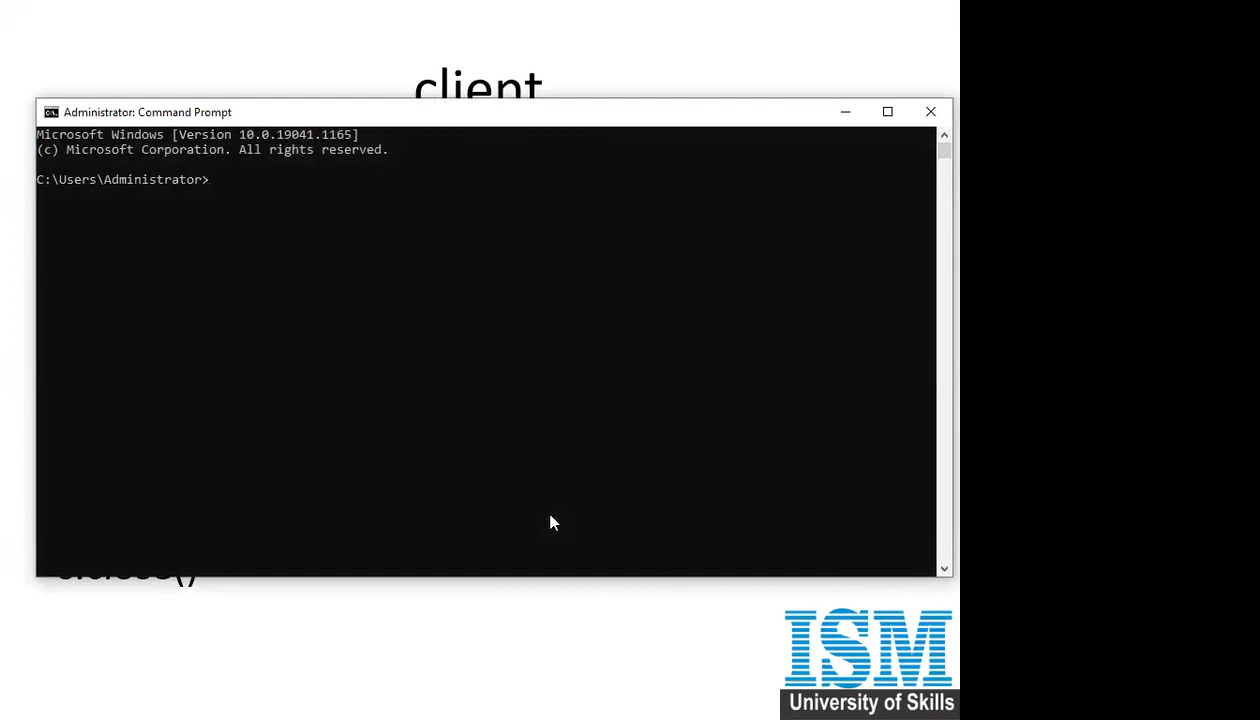 client
Administrator: Command Prompt
Microsoft Windows [Version 10.0.19041.1165]
(c) Microsoft Corporation. All rights reserved.
C:\Users\Administrator>
ISM
University of Skills